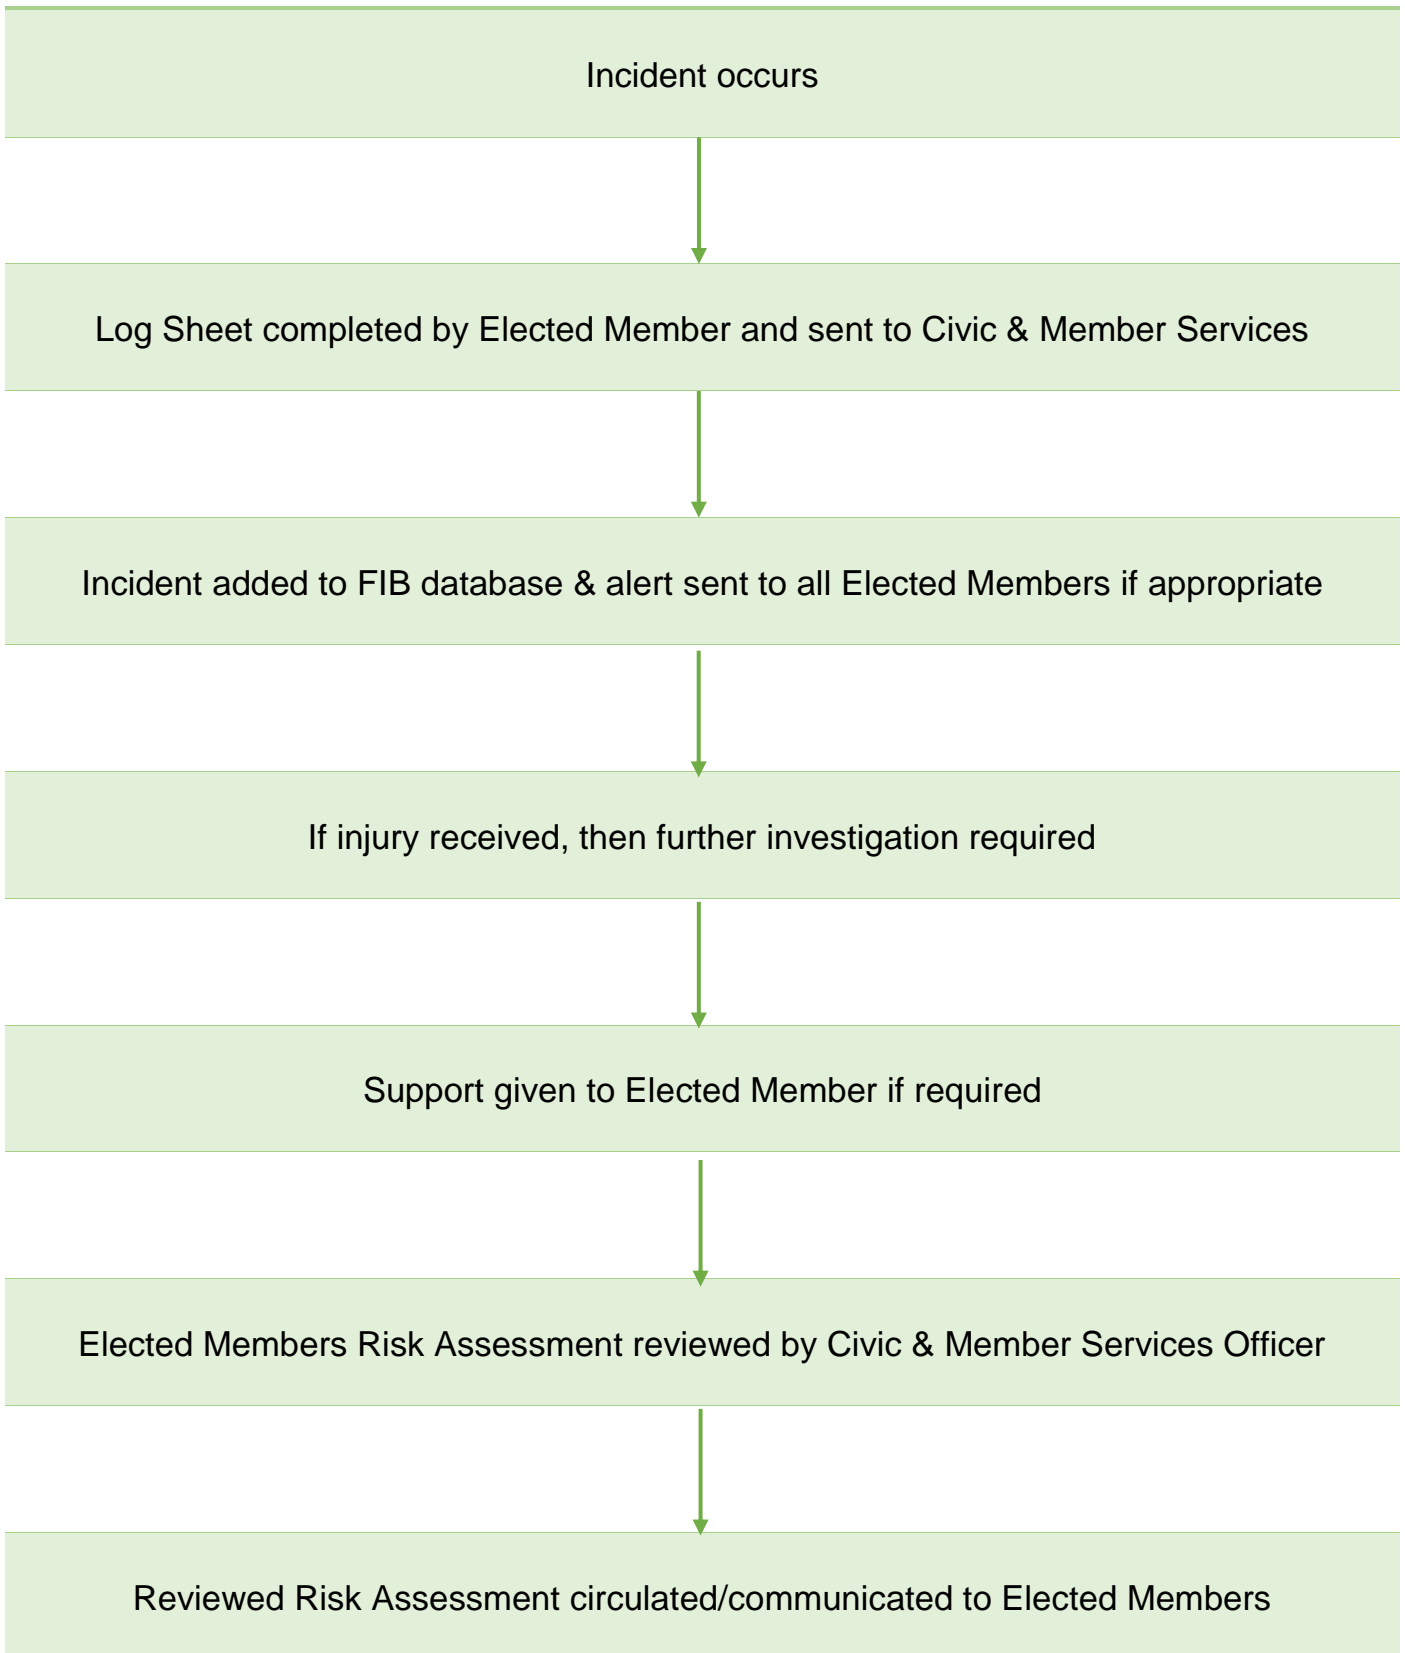 Incident occurs
Log Sheet completed by Elected Member and sent to Civic & Member Services
Incident added to FIB database & alert sent to all Elected Members if appropriate
If injury received, then further investigation required
Support given to Elected Member if required
Elected Members Risk Assessment reviewed by Civic & Member Services Officer
Reviewed Risk Assessment circulated/communicated to Elected Members